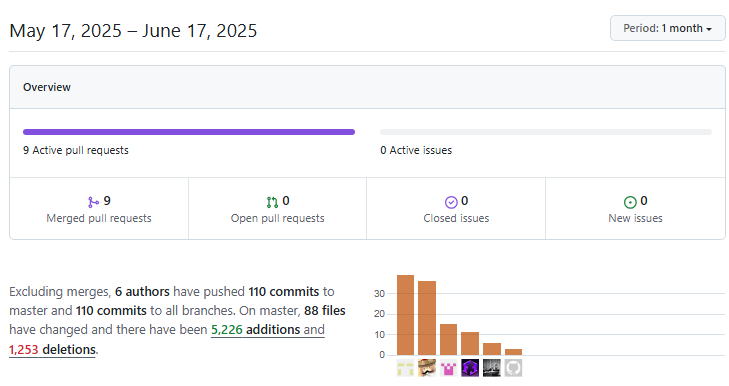 May 17, 2025 – June 17, 2025
Period: 1 month
Overview
9 Active pull requests
0 Active issues
9
Merged pull requests
0
Open pull requests
0
Closed issues
0
New issues
Excluding merges, 6 authors have pushed 110 commits to
master and 110 commits to all branches. On master, 88 files
have changed and there have been 5,226 additions and
1,253 deletions.
30
20
10
0